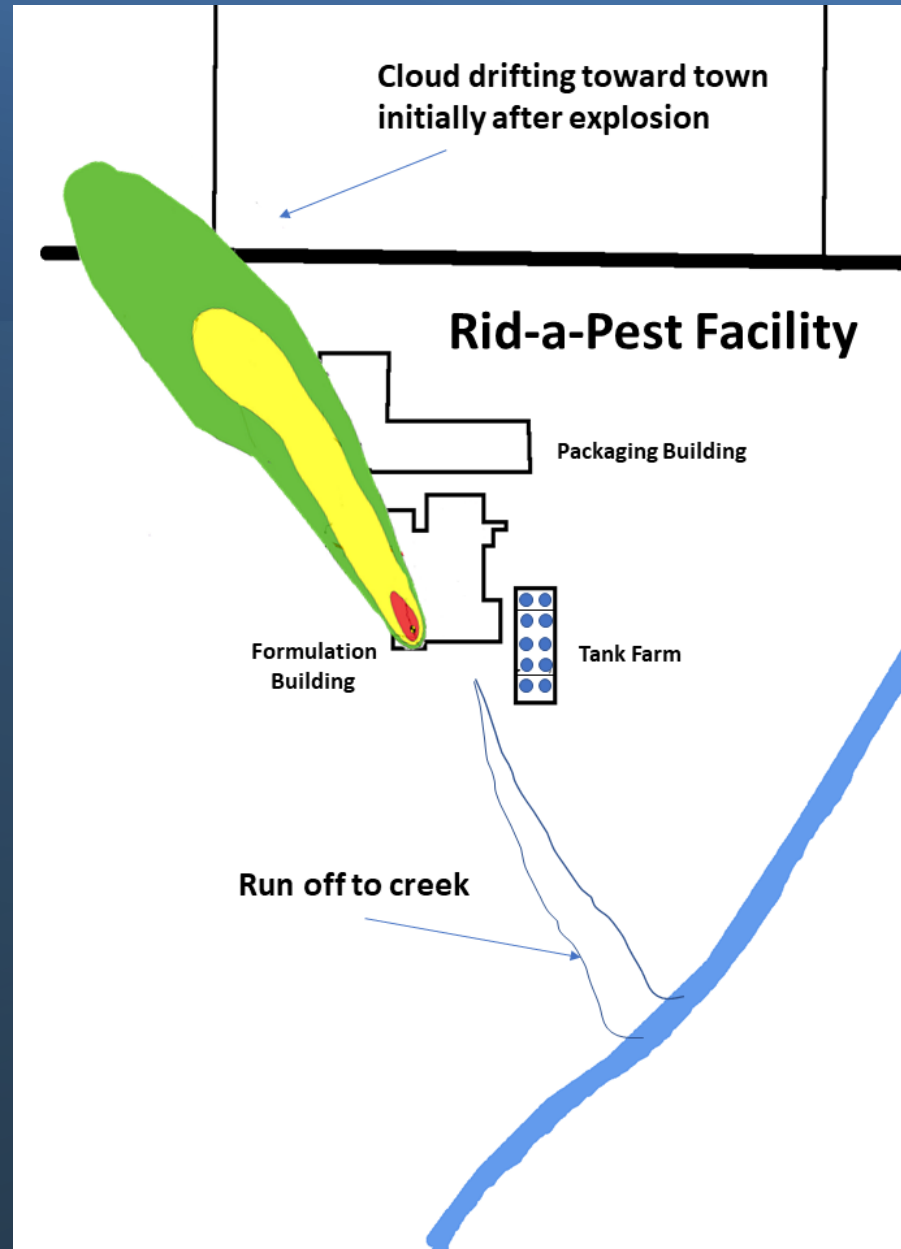 Cloud drifting toward town
initially after explosion
Rid-a-Pest Facility
Packaging Building
Formulation
Building
Tank Farm
Run off to creek